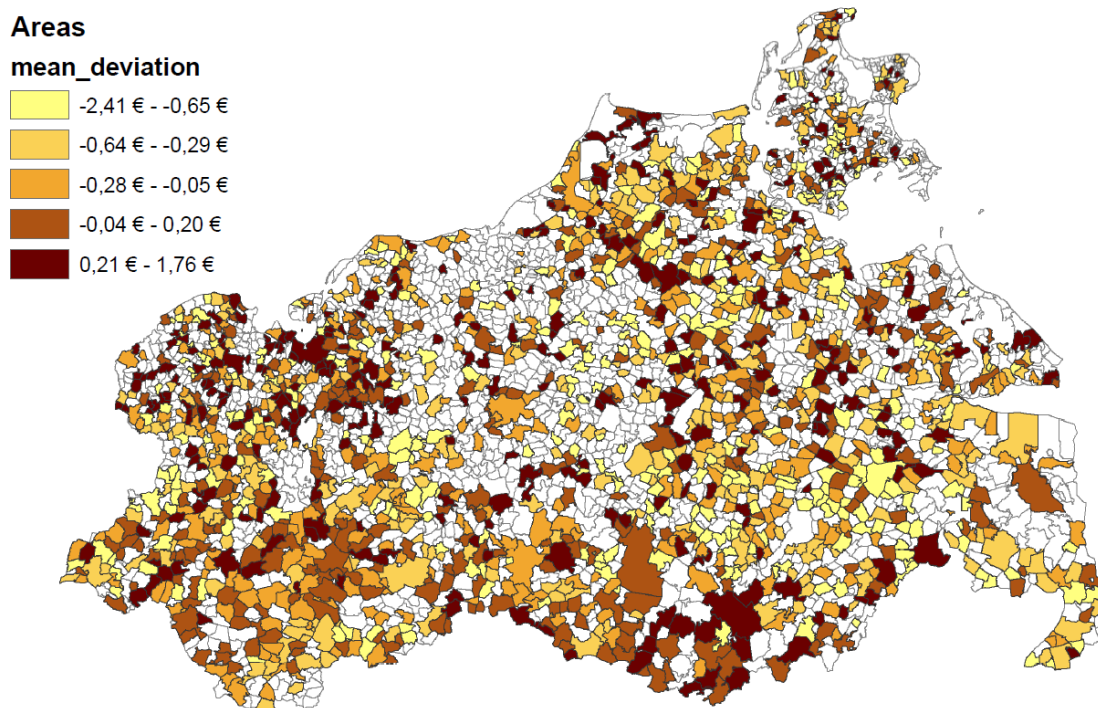 Areas
mean_deviation
-2,41 € - -0,65 €
-0,64 € - -0,29 €
-0,28 € - -0,05 €
-0,04 € - 0,20 €
0,21 € - 1,76 €